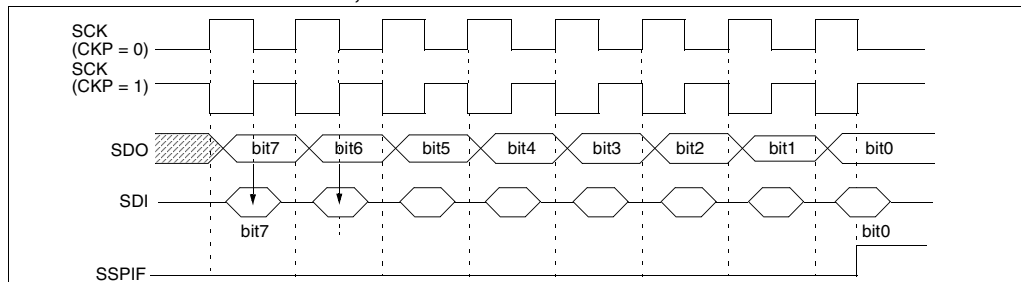 SCK
(CKP = 0)
SCK
(CKP = 1)
SDO bit7 bit6 bit5 bit4 bit3 bit2 bit1 bit0
SDI
bit7 bit0
SSPIF